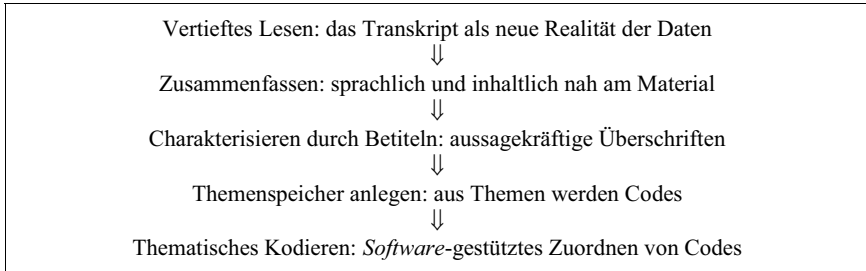 Vertieftes Lesen: das Transkript als neue Realität der Daten
⇓
Zusammenfassen: sprachlich und inhaltlich nah am Material
⇓
Charakterisieren durch Betiteln: aussagekräftige Überschriften
⇓
Themenspeicher anlegen: aus Themen werden Codes
⇓
Thematisches Kodieren: Software-gestütztes Zuordnen von Codes